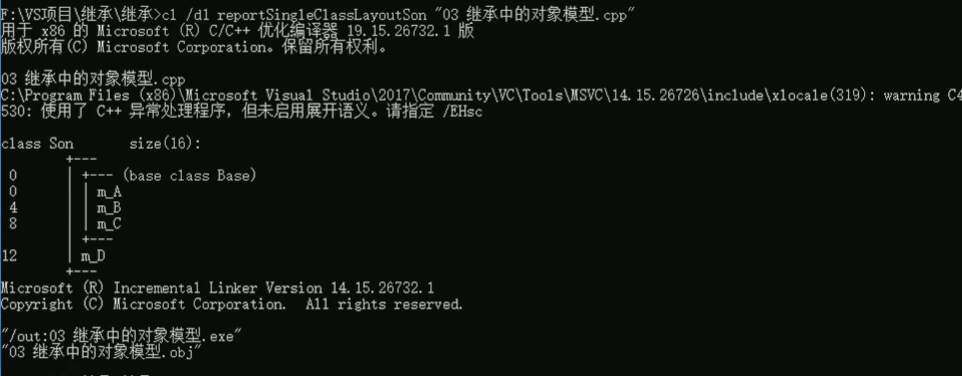 F:\VS项目\继承\继承>cl /d1 reportSingleClassLayoutSon "03 继承中的对象模型.cpp"
用于 x86 的 Microsoft (R) C/C++ 优化编译器 19.15.26732.1 版
版权所有(C) Microsoft Corporation。保留所有权利。
03 继承中的对象模型.cpp
C:\Program Files (x86)\Microsoft Visual Studio\2017\Community\VC\Tools\MSVC\14.15.26726\include\xlocale(319): warning C4
530: 使用了 C++ 异常处理程序，但未启用展开语义。请指定 /EHsc
class Son       size(16):
        +---
 0      | +--- (base class Base)
 0      | | m_A
 4      | | m_B
 8      | | m_C
        | +---
12      | m_D
        +---
Microsoft (R) Incremental Linker Version 14.15.26732.1
Copyright (C) Microsoft Corporation.  All rights reserved.
"/out:03 继承中的对象模型.exe"
"03 继承中的对象模型.obj"